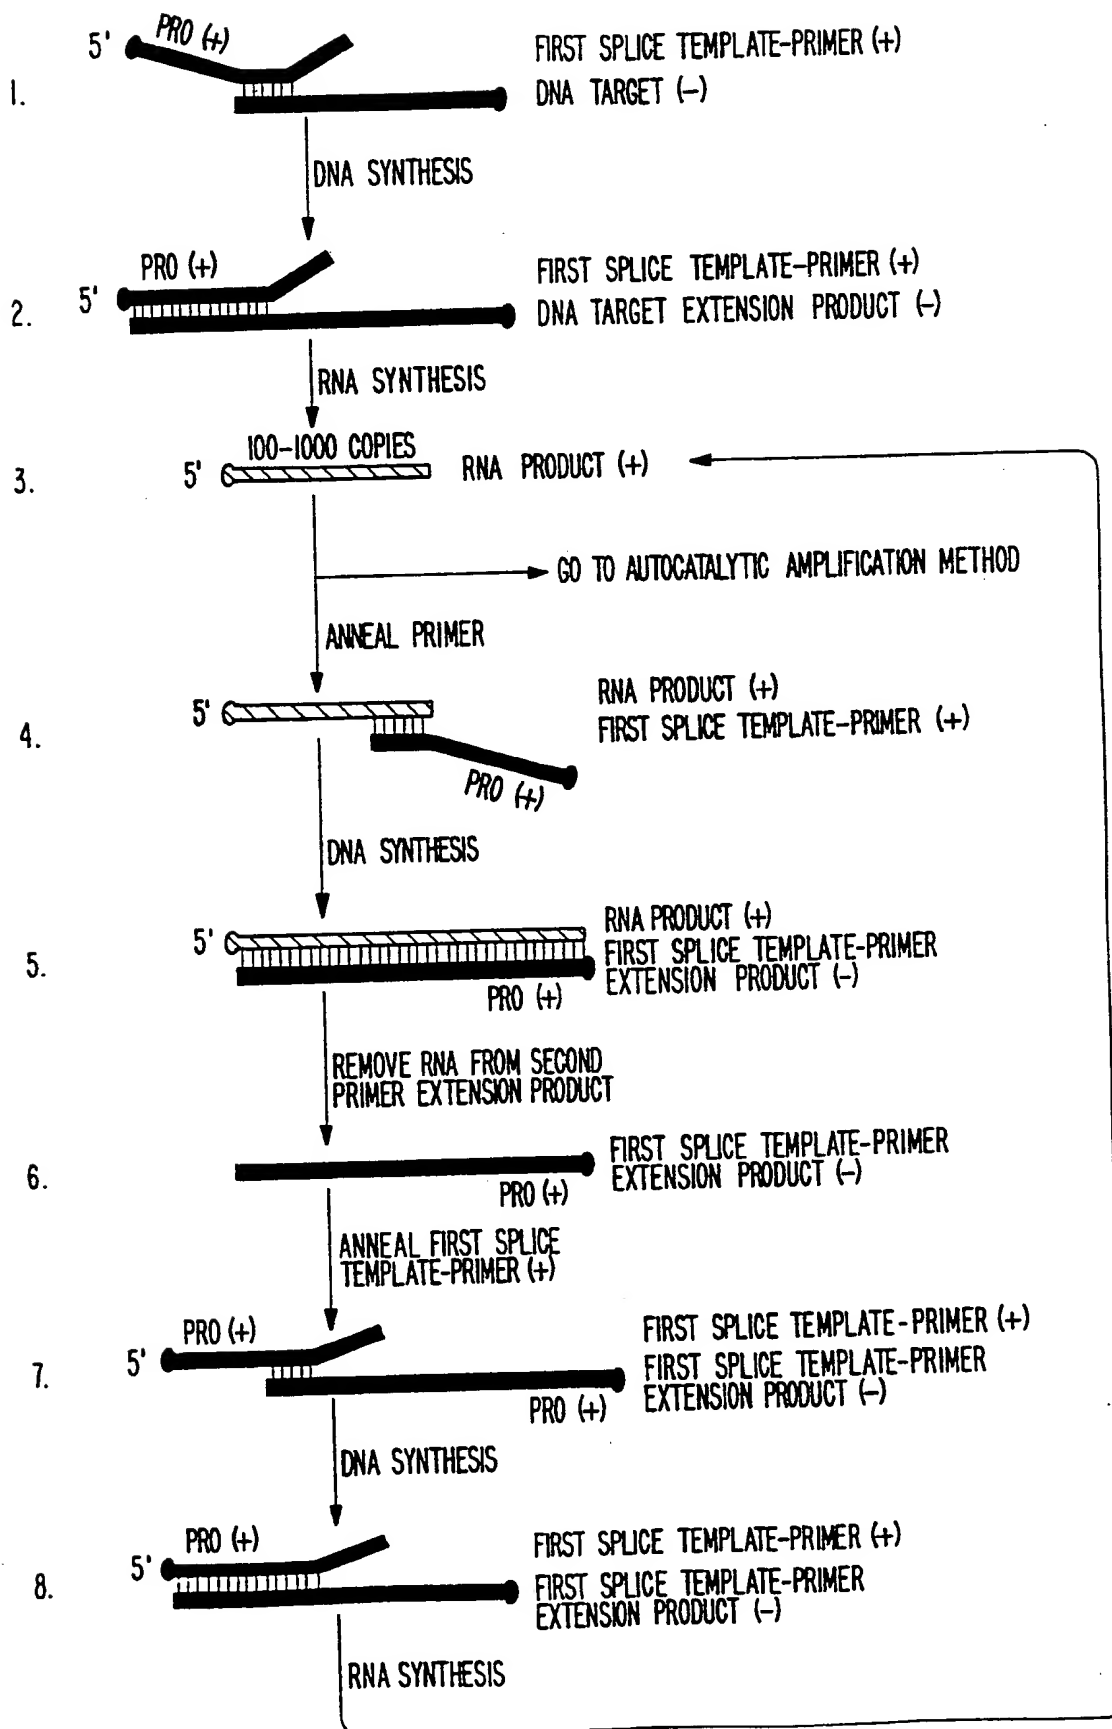 PRO (+)
5'
FIRST SPLICE TEMPLATE-PRIMER (+)
1.
DNA TARGET (-)
DNA SYNTHESIS
PRO (+)
FIRST SPLICE TEMPLATE-PRIMER (+)
5'
2.
DNA TARGET EXTENSION PRODUCT (-)
RNA SYNTHESIS
100-1000 COPIES
3.
5'
RNA PRODUCT (+)
GO TO AUTOCATALYTIC AMPLIFICATION METHOD
ANNEAL PRIMER
RNA PRODUCT (+)
5'
4.
FIRST SPLICE TEMPLATE-PRIMER (+)
PRO (+)
DNA SYNTHESIS
RNA PRODUCT (+)
5'
5.
FIRST SPLICE TEMPLATE-PRIMER
EXTENSION PRODUCT (-)
PRO (+)
REMOVE RNA FROM SECOND
PRIMER EXTENSION PRODUCT
FIRST SPLICE TEMPLATE-PRIMER
6.
EXTENSION PRODUCT (-)
PRO (+)
ANNEAL FIRST SPLICE
TEMPLATE-PRIMER (+)
PRO (+)
FIRST SPLICE TEMPLATE-PRIMER (+)
5'
7.
FIRST SPLICE TEMPLATE-PRIMER
EXTENSION PRODUCT (-)
PRO (+)
DNA SYNTHESIS
PRO (+)
FIRST SPLICE TEMPLATE-PRIMER (+)
5'
8.
FIRST SPLICE TEMPLATE-PRIMER
EXTENSION PRODUCT (-)
RNA SYNTHESIS